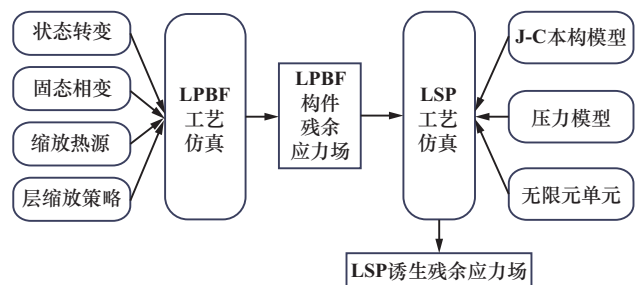 状态转变
固态相变
缩放热源
层缩放策略
LPBF
工艺
仿真
LPBF
构件
残余
应力场
LSP
工艺
仿真
J-C本构模型
压力模型
无限元单元
LSP诱生残余应力场